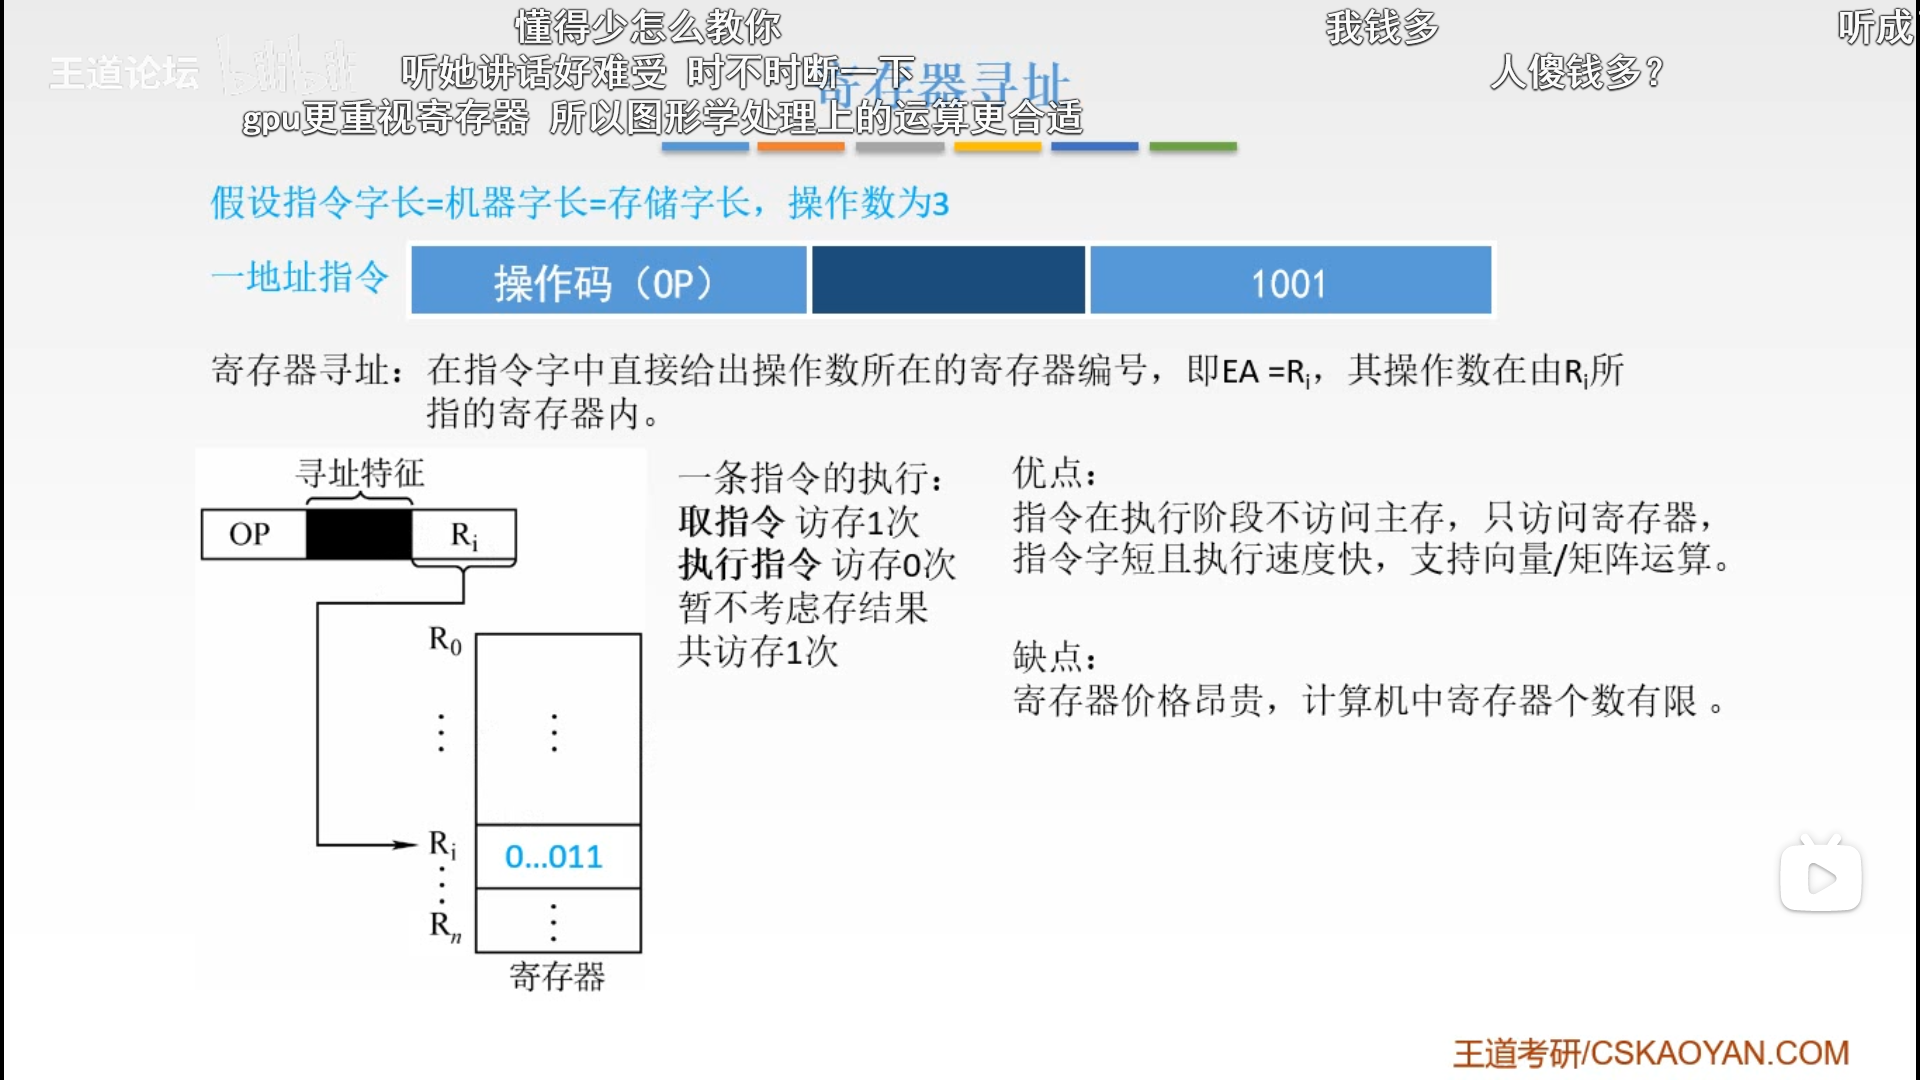 懂得少怎么教你
我钱多
听成
王道论坛 bilibili
听她讲话好难受 时不时断一下
人傻钱多？
寄存器寻址
gpu更重视寄存器 所以图形学处理上的运算更合适
假设指令字长=机器字长=存储字长，操作数为3
一地址指令
操作码（OP）
1001
寄存器寻址：在指令字中直接给出操作数所在的寄存器编号，即EA =Ri，其操作数在由Ri所
指的寄存器内。
寻址特征
OP
Ri
R0
⋮
⋮
Ri
0...011
⋮
Rn
⋮
寄存器
一条指令的执行：
取指令 访存1次
执行指令 访存0次
暂不考虑存结果
共访存1次
优点：
指令在执行阶段不访问主存，只访问寄存器，
指令字短且执行速度快，支持向量/矩阵运算。
缺点：
寄存器价格昂贵，计算机中寄存器个数有限 。
王道考研/CSKAOYAN.COM